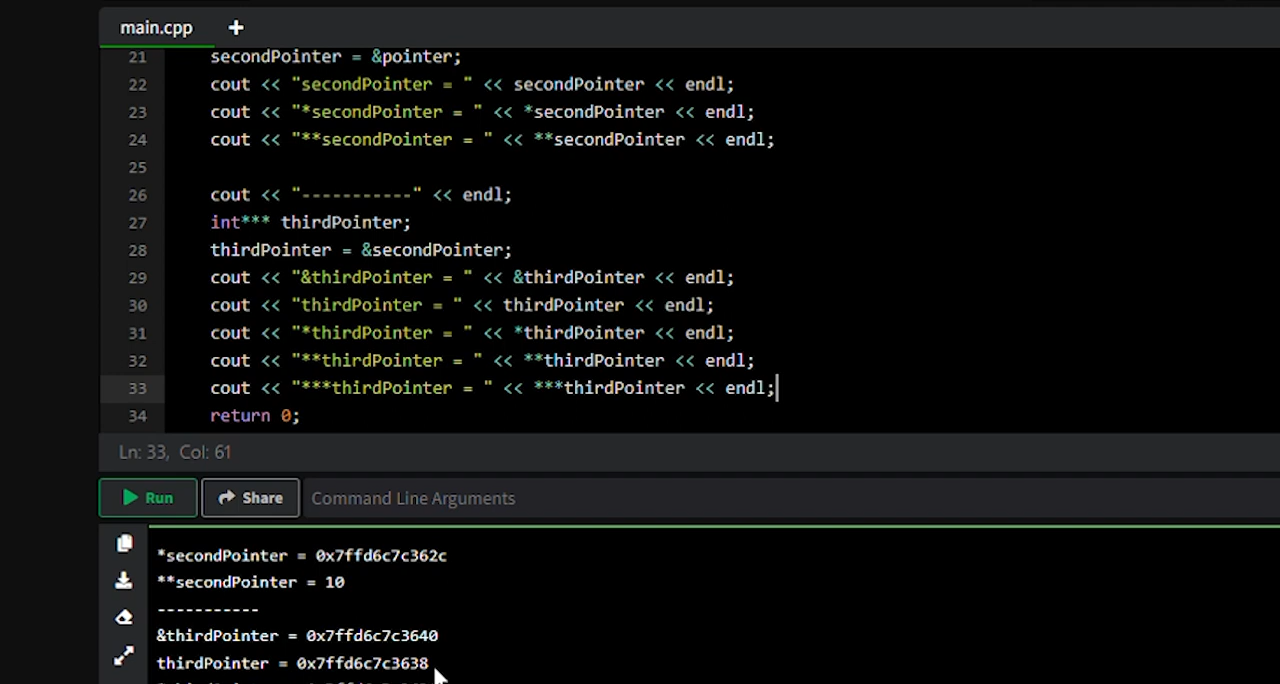 main.cpp +
21 secondPointer = &pointer;
22 cout << "secondPointer = " << secondPointer << endl;
23 cout << "*secondPointer = " << *secondPointer << endl;
24 cout << "**secondPointer = " << **secondPointer << endl;
25
26 cout << "-----------" << endl;
27 int*** thirdPointer;
28 thirdPointer = &secondPointer;
29 cout << "&thirdPointer = " << &thirdPointer << endl;
30 cout << "thirdPointer = " << thirdPointer << endl;
31 cout << "*thirdPointer = " << *thirdPointer << endl;
32 cout << "**thirdPointer = " << **thirdPointer << endl;
33 cout << "***thirdPointer = " << ***thirdPointer << endl;
34 return 0;
Ln: 33, Col: 61
Run Share Command Line Arguments
*secondPointer = 0x7ffd6c7c362c
**secondPointer = 10
-----------
&thirdPointer = 0x7ffd6c7c3640
thirdPointer = 0x7ffd6c7c3638